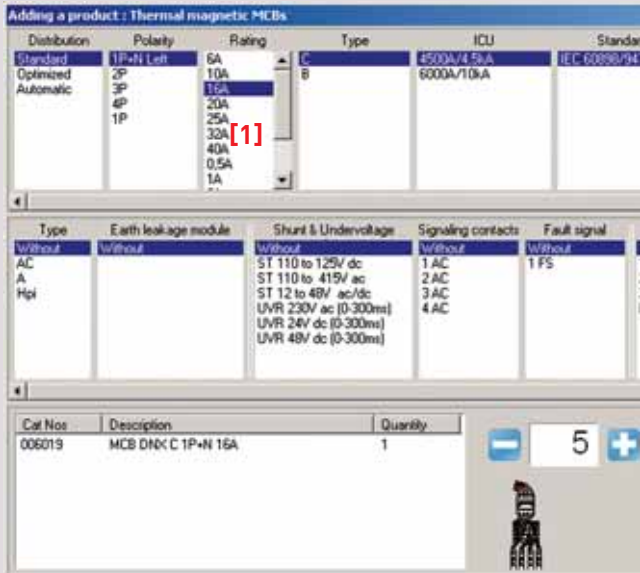 Adding a product : Thermal magnetic MCBs
Distribution Polarity Rating Type ICU
Standard 1P+N Left 6A C 4500A/4,5kA IEC 60898/94
Optimized 2P 10A B 6000A/10kA
Automatic 3P 16A
4P 20A
1P 25A
32A [1]
40A
0,5A
1A
Type Earth leakage module Shunt & Undervoltage Signaling contacts Fault signal
Without Without Without Without Without
AC ST 110 to 125V dc 1 AC 1 FS
A ST 110 to 415V ac 2 AC
Hpi ST 12 to 48V ac/dc 3 AC
UVR 230V ac (0-300ms) 4 AC
UVR 24V dc (0-300ms)
UVR 48V dc (0-300ms)
Cat Nos Description Quantity
006019 MCB DNX C 1P+N 16A 1
5